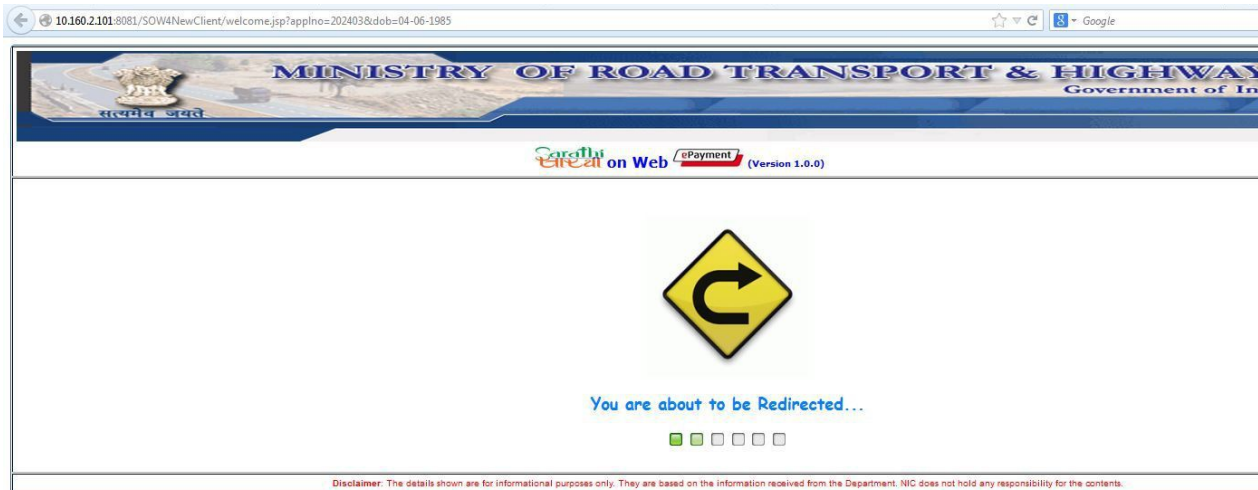 10.160.2.101:8081/SOW4NewClient/welcome.jsp?applno=202403&dob=04-06-1985
Google
MINISTRY OF ROAD TRANSPORT & HIGHWAY
Government of In
सत्यमेव जयते
Sarathi on Web ePayment (Version 1.0.0)
सारथी
You are about to be Redirected...
Disclaimer: The details shown are for informational purposes only. They are based on the information received from the Department. NIC does not hold any responsibility for the contents.